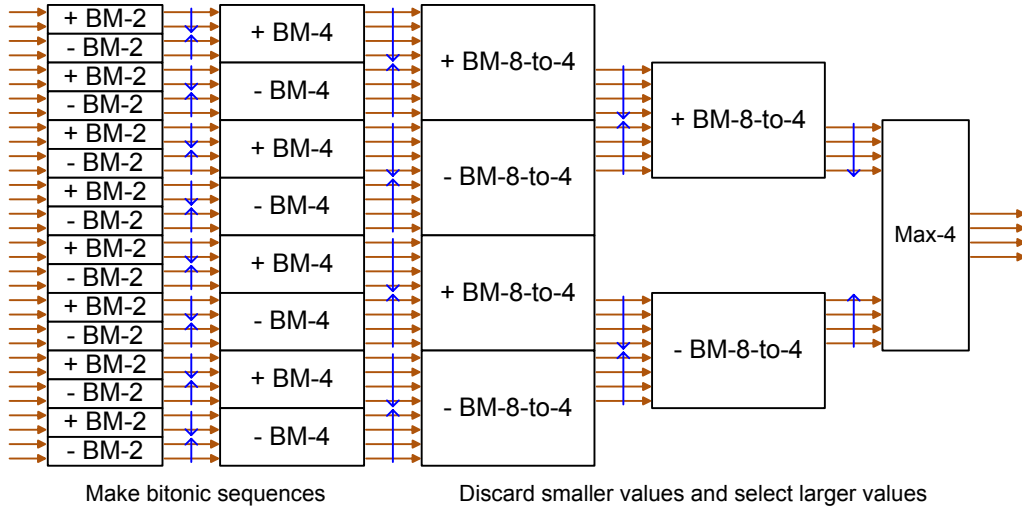 + BM-2
- BM-2
+ BM-2
- BM-2
+ BM-2
- BM-2
+ BM-2
- BM-2
+ BM-2
- BM-2
+ BM-2
- BM-2
+ BM-2
- BM-2
+ BM-2
- BM-2
+ BM-4
- BM-4
+ BM-4
- BM-4
+ BM-4
- BM-4
+ BM-4
- BM-4
+ BM-8-to-4
- BM-8-to-4
+ BM-8-to-4
- BM-8-to-4
+ BM-8-to-4
- BM-8-to-4
Max-4
Make bitonic sequences
Discard smaller values and select larger values